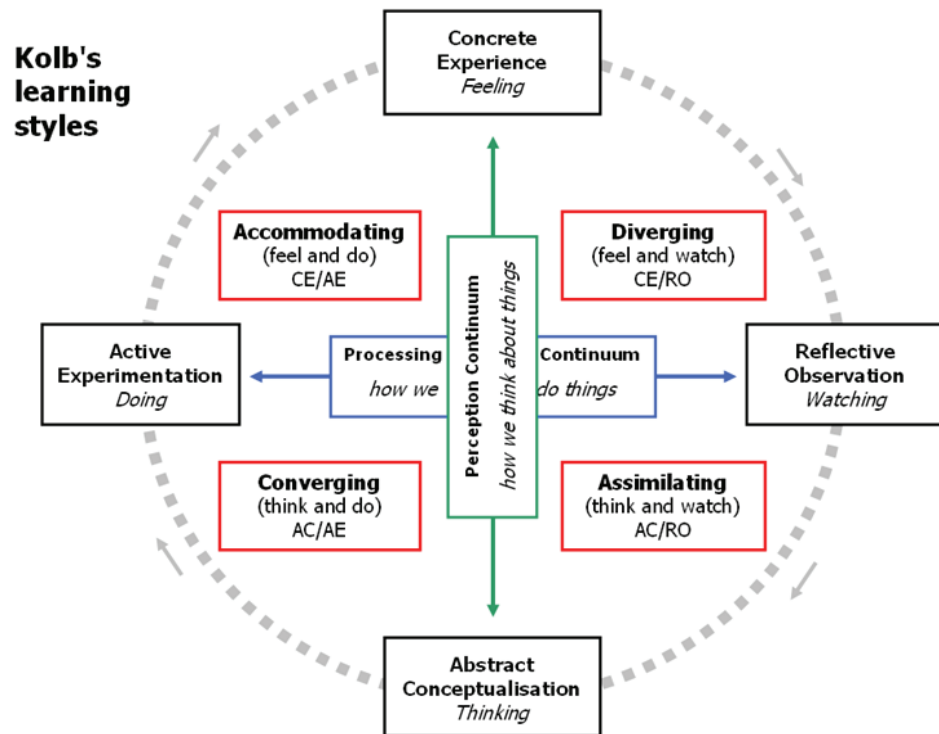 Kolb's
learning
styles
Concrete
Experience
Feeling
Accommodating
(feel and do)
CE/AE
Diverging
(feel and watch)
CE/RO
Active
Experimentation
Doing
Processing Continuum
how we do things
Perception Continuum
how we think about things
Reflective
Observation
Watching
Converging
(think and do)
AC/AE
Assimilating
(think and watch)
AC/RO
Abstract
Conceptualisation
Thinking